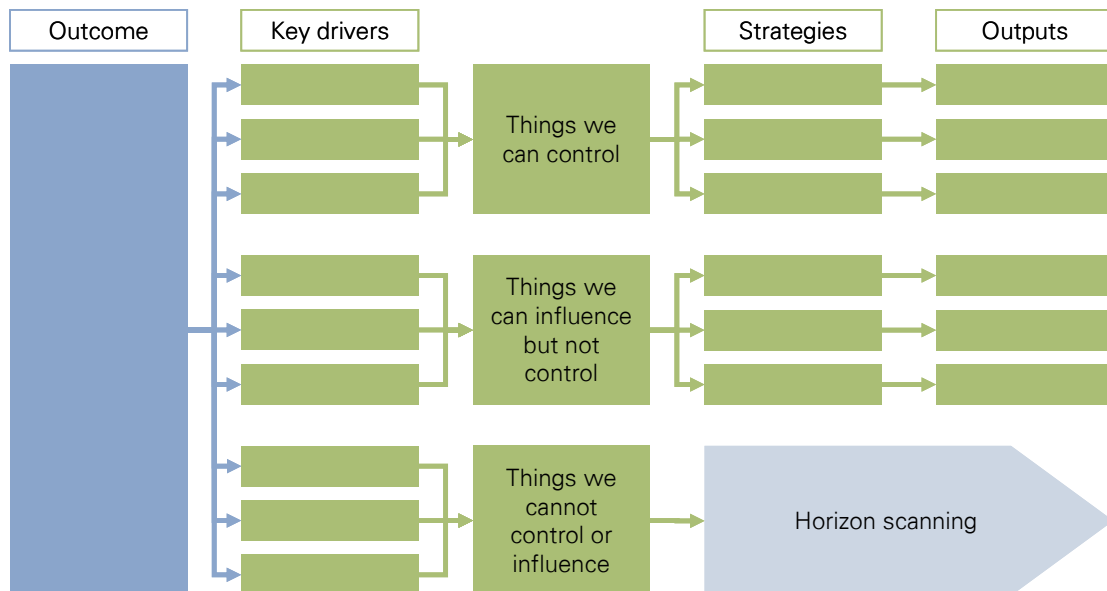 Outcome
Key drivers
Strategies
Outputs
Things we
can control
Things we
can influence
but not
control
Things we
cannot
control or
influence
Horizon scanning